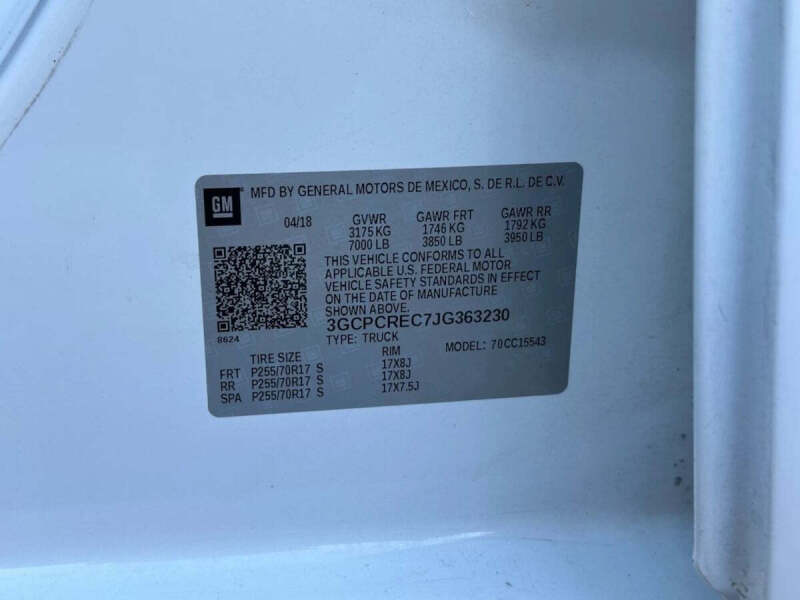 GM MFD BY GENERAL MOTORS DE MEXICO, S. DE R.L. DE C.V.
04/18 GVWR GAWR FRT GAWR RR
3175 KG 1746 KG 1792 KG
7000 LB 3850 LB 3950 LB
THIS VEHICLE CONFORMS TO ALL
APPLICABLE U.S. FEDERAL MOTOR
VEHICLE SAFETY STANDARDS IN EFFECT
ON THE DATE OF MANUFACTURE
SHOWN ABOVE.
3GCPCREC7JG363230
8624 TYPE: TRUCK MODEL: 70CC15543
TIRE SIZE RIM
FRT P255/70R17 S 17X8J
RR P255/70R17 S 17X8J
SPA P255/70R17 S 17X7.5J